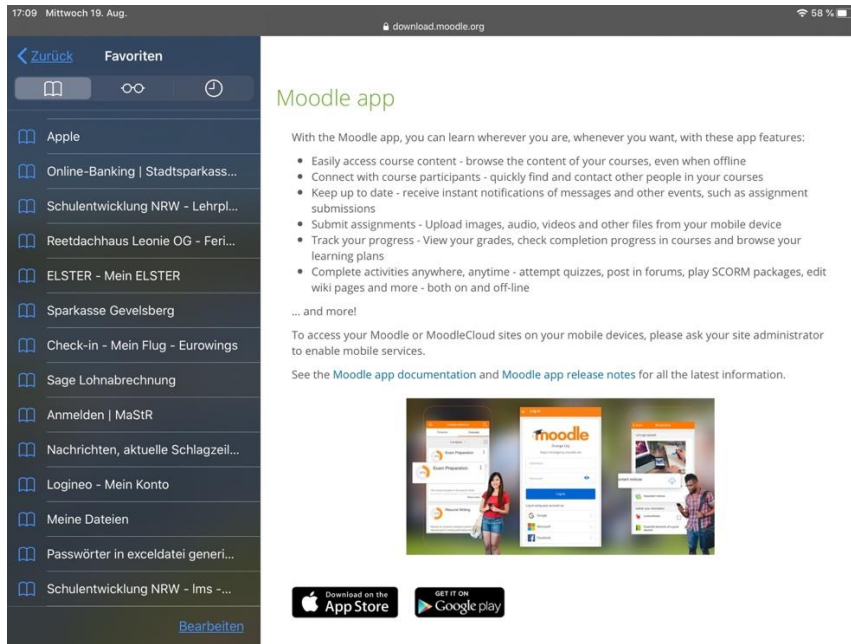 17:09 Mittwoch 19. Aug.
download.moodle.org
58 %
Zurück Favoriten
Apple
Online-Banking | Stadtsparkass...
Schulentwicklung NRW - Lehrpl...
Reetdachhaus Leonie OG - Feri...
ELSTER - Mein ELSTER
Sparkasse Gevelsberg
Check-in - Mein Flug - Eurowings
Sage Lohnabrechnung
Anmelden | MaStR
Nachrichten, aktuelle Schlagzeil...
Logineo - Mein Konto
Meine Dateien
Passwörter in exceldatei generi...
Schulentwicklung NRW - lms -...
Bearbeiten
Moodle app
With the Moodle app, you can learn wherever you are, whenever you want, with these app features:
Easily access course content - browse the content of your courses, even when offline
Connect with course participants - quickly find and contact other people in your courses
Keep up to date - receive instant notifications of messages and other events, such as assignment
submissions
Submit assignments - Upload images, audio, videos and other files from your mobile device
Track your progress - View your grades, check completion progress in courses and browse your
learning plans
Complete activities anywhere, anytime - attempt quizzes, post in forums, play SCORM packages, edit
wiki pages and more - both on and off-line
... and more!
To access your Moodle or MoodleCloud sites on your mobile devices, please ask your site administrator
to enable mobile services.
See the Moodle app documentation and Moodle app release notes for all the latest information.
Exam Preparation
Exam Preparation
moodle
Log in
Google
Microsoft
Facebook
Download on the
App Store
GET IT ON
Google play